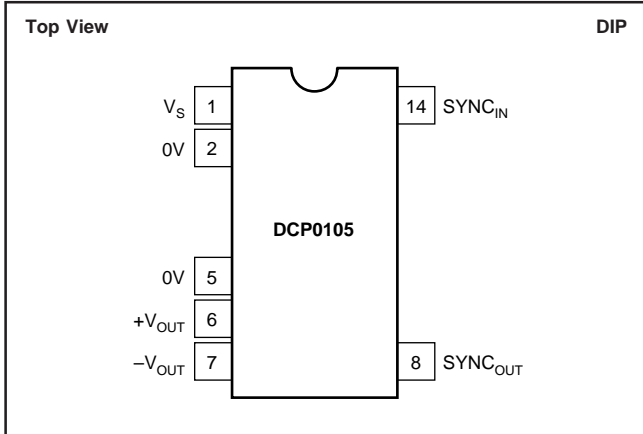 Top View DIP
V_S 1 14 SYNC_IN
0V 2
DCP0105
0V 5
+V_OUT 6
–V_OUT 7 8 SYNC_OUT